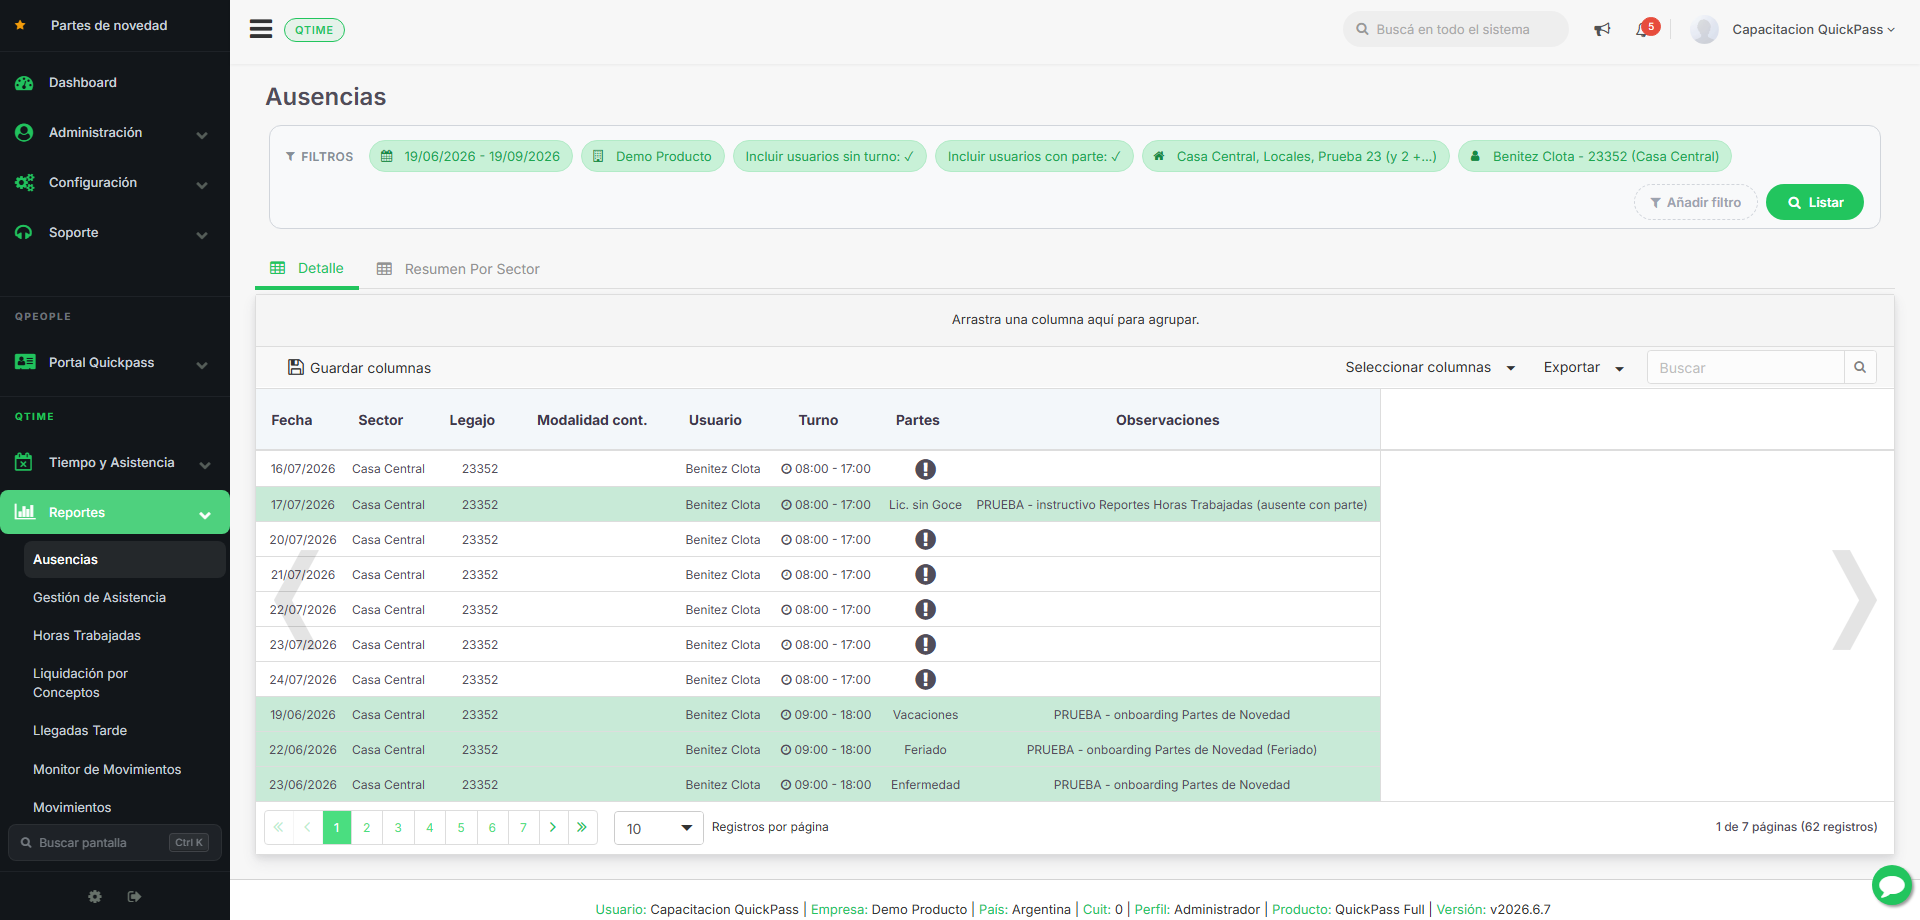 Partes de novedad
Dashboard
Administración
Configuración
Soporte
QPEOPLE
Portal Quickpass
QTIME
Tiempo y Asistencia
Reportes
Ausencias
Gestión de Asistencia
Horas Trabajadas
Liquidación por
Conceptos
Llegadas Tarde
Monitor de Movimientos
Movimientos
Buscar pantalla Ctrl K
QTIME
Buscá en todo el sistema
5
Capacitacion QuickPass
Ausencias
FILTROS 19/06/2026 - 19/09/2026 Demo Producto Incluir usuarios sin turno: ✓ Incluir usuarios con parte: ✓ Casa Central, Locales, Prueba 23 (y 2 +...) Benitez Clota - 23352 (Casa Central)
Añadir filtro Listar
Detalle Resumen Por Sector
Arrastra una columna aquí para agrupar.
Guardar columnas Seleccionar columnas Exportar Buscar
Fecha Sector Legajo Modalidad cont. Usuario Turno Partes Observaciones
16/07/2026 Casa Central 23352 Benitez Clota 08:00 - 17:00
17/07/2026 Casa Central 23352 Benitez Clota 08:00 - 17:00 Lic. sin Goce PRUEBA - instructivo Reportes Horas Trabajadas (ausente con parte)
20/07/2026 Casa Central 23352 Benitez Clota 08:00 - 17:00
21/07/2026 Casa Central 23352 Benitez Clota 08:00 - 17:00
22/07/2026 Casa Central 23352 Benitez Clota 08:00 - 17:00
23/07/2026 Casa Central 23352 Benitez Clota 08:00 - 17:00
24/07/2026 Casa Central 23352 Benitez Clota 08:00 - 17:00
19/06/2026 Casa Central 23352 Benitez Clota 09:00 - 18:00 Vacaciones PRUEBA - onboarding Partes de Novedad
22/06/2026 Casa Central 23352 Benitez Clota 09:00 - 18:00 Feriado PRUEBA - onboarding Partes de Novedad (Feriado)
23/06/2026 Casa Central 23352 Benitez Clota 09:00 - 18:00 Enfermedad PRUEBA - onboarding Partes de Novedad
« ‹ 1 2 3 4 5 6 7 › » 10 Registros por página 1 de 7 páginas (62 registros)
Usuario: Capacitacion QuickPass | Empresa: Demo Producto | País: Argentina | Cuit: 0 | Perfil: Administrador | Producto: QuickPass Full | Versión: v2026.6.7